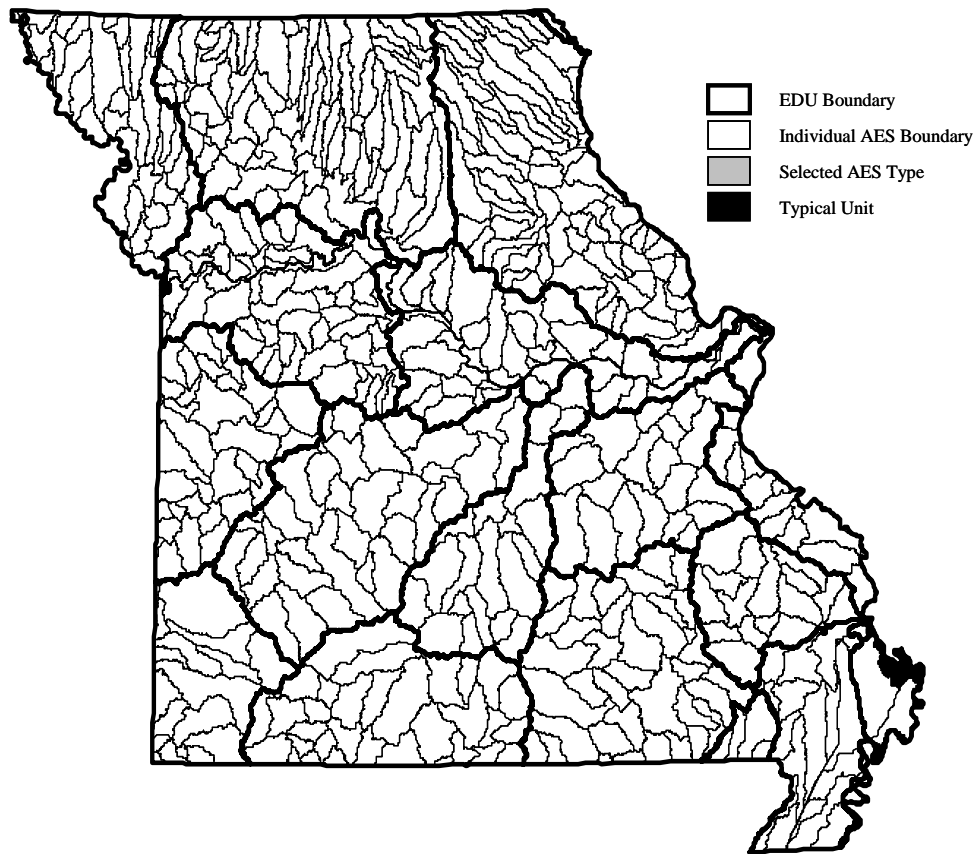 EDU Boundary
Individual AES Boundary
Selected AES Type
Typical Unit